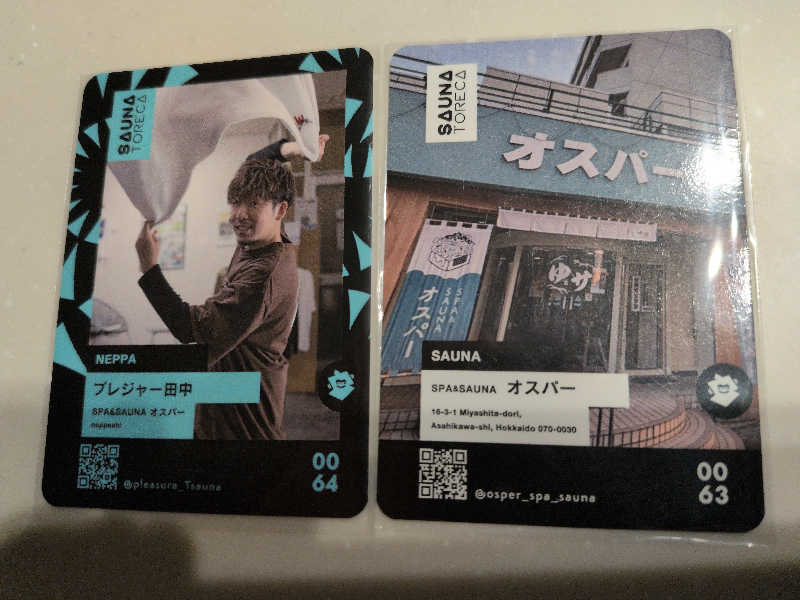 SAUNA
TORECA
NEPPA
プレジャー田中
SPA&SAUNA オスパー
neppashi
@pleasure_Tsauna
00
64
SAUNA
TORECA
オスパー
SPA&
SAUNA
オスパー
SAUNA
SPA&SAUNA オスパー
16-3-1 Miyashita-dori,
Asahikawa-shi, Hokkaido 070-0030
@osper_spa_sauna
00
63